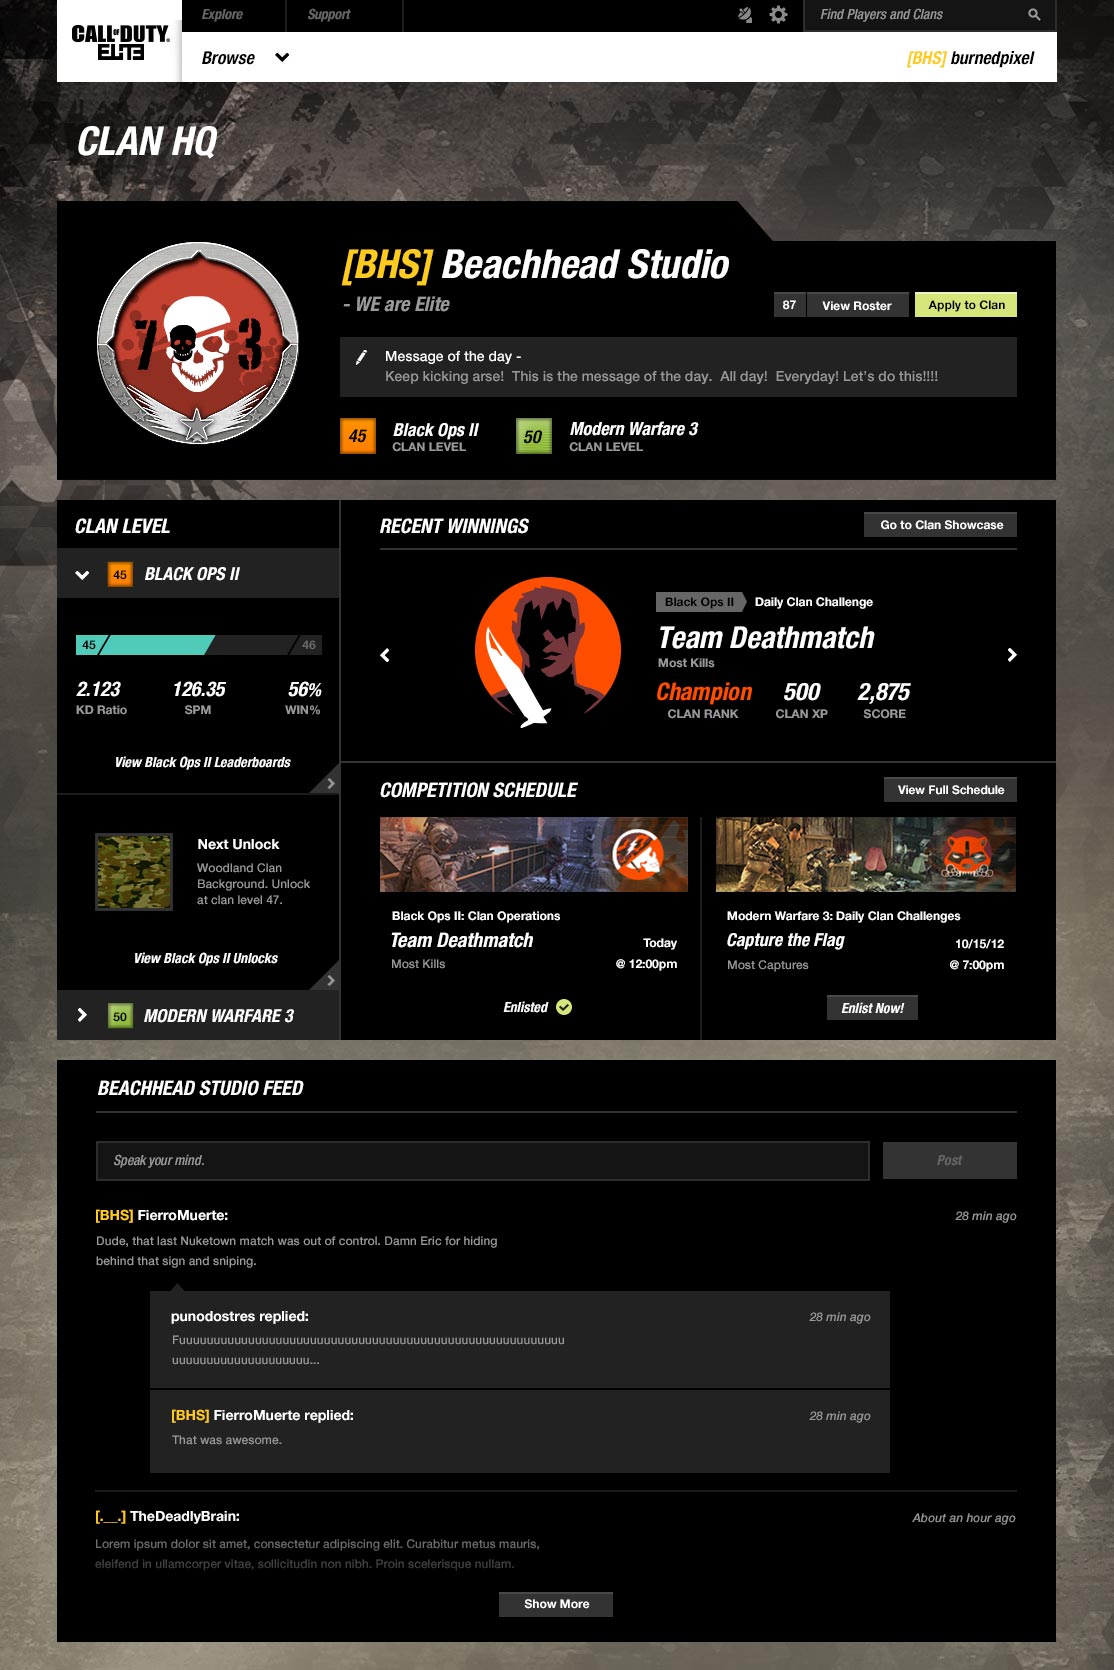 CALL OF DUTY.
ELITE
Explore
Support
Find Players and Clans
Browse
[BHS] burnedpixel
CLAN HQ
73
[BHS] Beachhead Studio
- WE are Elite
87
View Roster
Apply to Clan
Message of the day -
Keep kicking arse!  This is the message of the day.  All day!  Everyday! Let's do this!!!!
45
Black Ops II
CLAN LEVEL
50
Modern Warfare 3
CLAN LEVEL
CLAN LEVEL
45
BLACK OPS II
45
46
2.123
126.35
56%
KD Ratio
SPM
WIN%
View Black Ops II Leaderboards
Next Unlock
Woodland Clan
Background. Unlock
at clan level 47.
View Black Ops II Unlocks
50
MODERN WARFARE 3
RECENT WINNINGS
Go to Clan Showcase
Black Ops II
Daily Clan Challenge
Team Deathmatch
Most Kills
Champion
500
2,875
CLAN RANK
CLAN XP
SCORE
COMPETITION SCHEDULE
View Full Schedule
Black Ops II: Clan Operations
Team Deathmatch
Today
Most Kills
@ 12:00pm
Enlisted
Modern Warfare 3: Daily Clan Challenges
Capture the Flag
10/15/12
Most Captures
@ 7:00pm
Enlist Now!
BEACHHEAD STUDIO FEED
Speak your mind.
Post
[BHS] FierroMuerte:
28 min ago
Dude, that last Nuketown match was out of control. Damn Eric for hiding
behind that sign and sniping.
punodostres replied:
28 min ago
Fuuuuuuuuuuuuuuuuuuuuuuuuuuuuuuuuuuuuuuuuuuuuuuuuuuuuuuuu
uuuuuuuuuuuuuuuuuuuu...
[BHS] FierroMuerte replied:
28 min ago
That was awesome.
[.__.] TheDeadlyBrain:
About an hour ago
Lorem ipsum dolor sit amet, consectetur adipiscing elit. Curabitur metus mauris,
eleifend in ullamcorper vitae, sollicitudin non nibh. Proin scelerisque nullam.
Show More